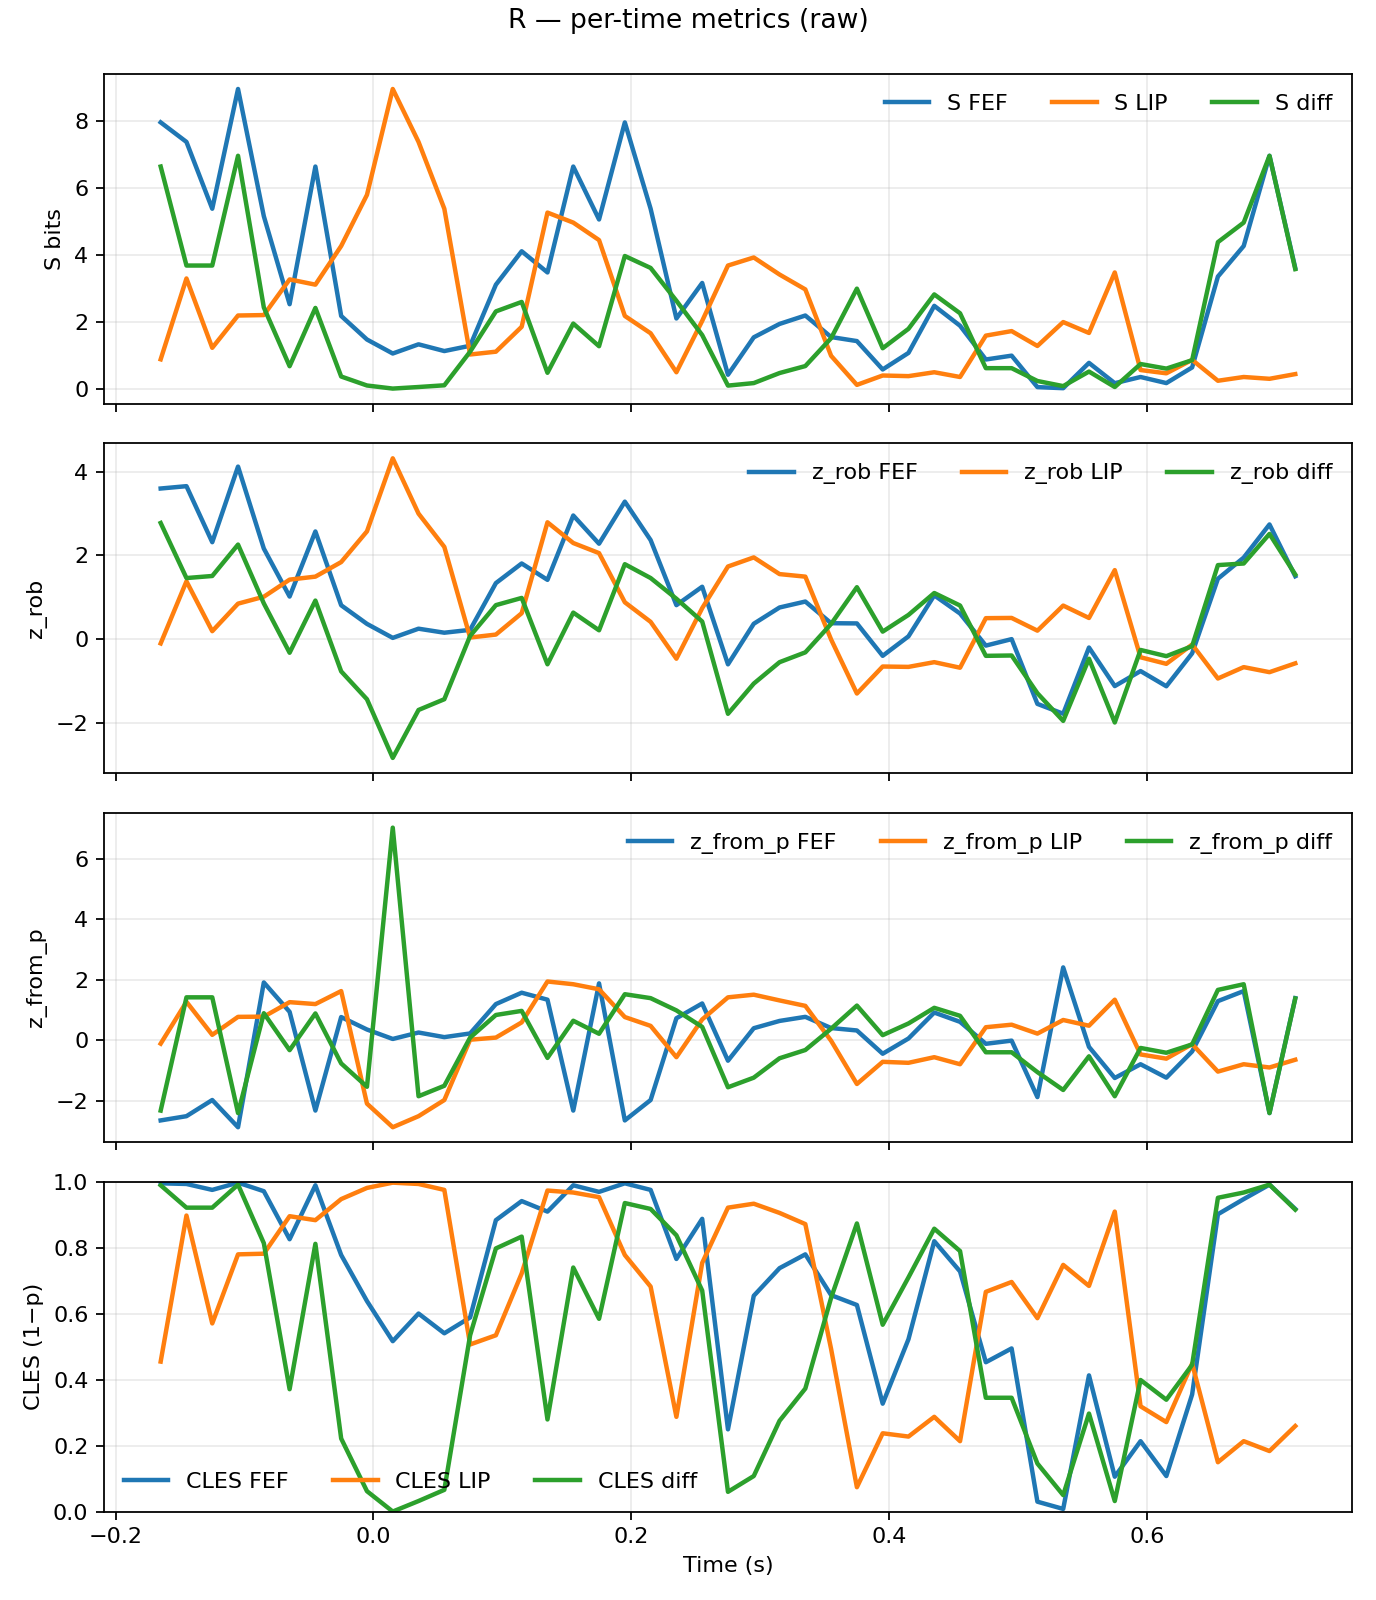 R — per-time metrics (raw)
S FEF S LIP S diff
8
6
4
2
0
S bits
z_rob FEF z_rob LIP z_rob diff
4
2
0
−2
z_rob
z_from_p FEF z_from_p LIP z_from_p diff
6
4
2
0
−2
z_from_p
1.0
0.8
0.6
0.4
0.2
0.0
CLES (1−p)
CLES FEF CLES LIP CLES diff
−0.2 0.0 0.2 0.4 0.6
Time (s)